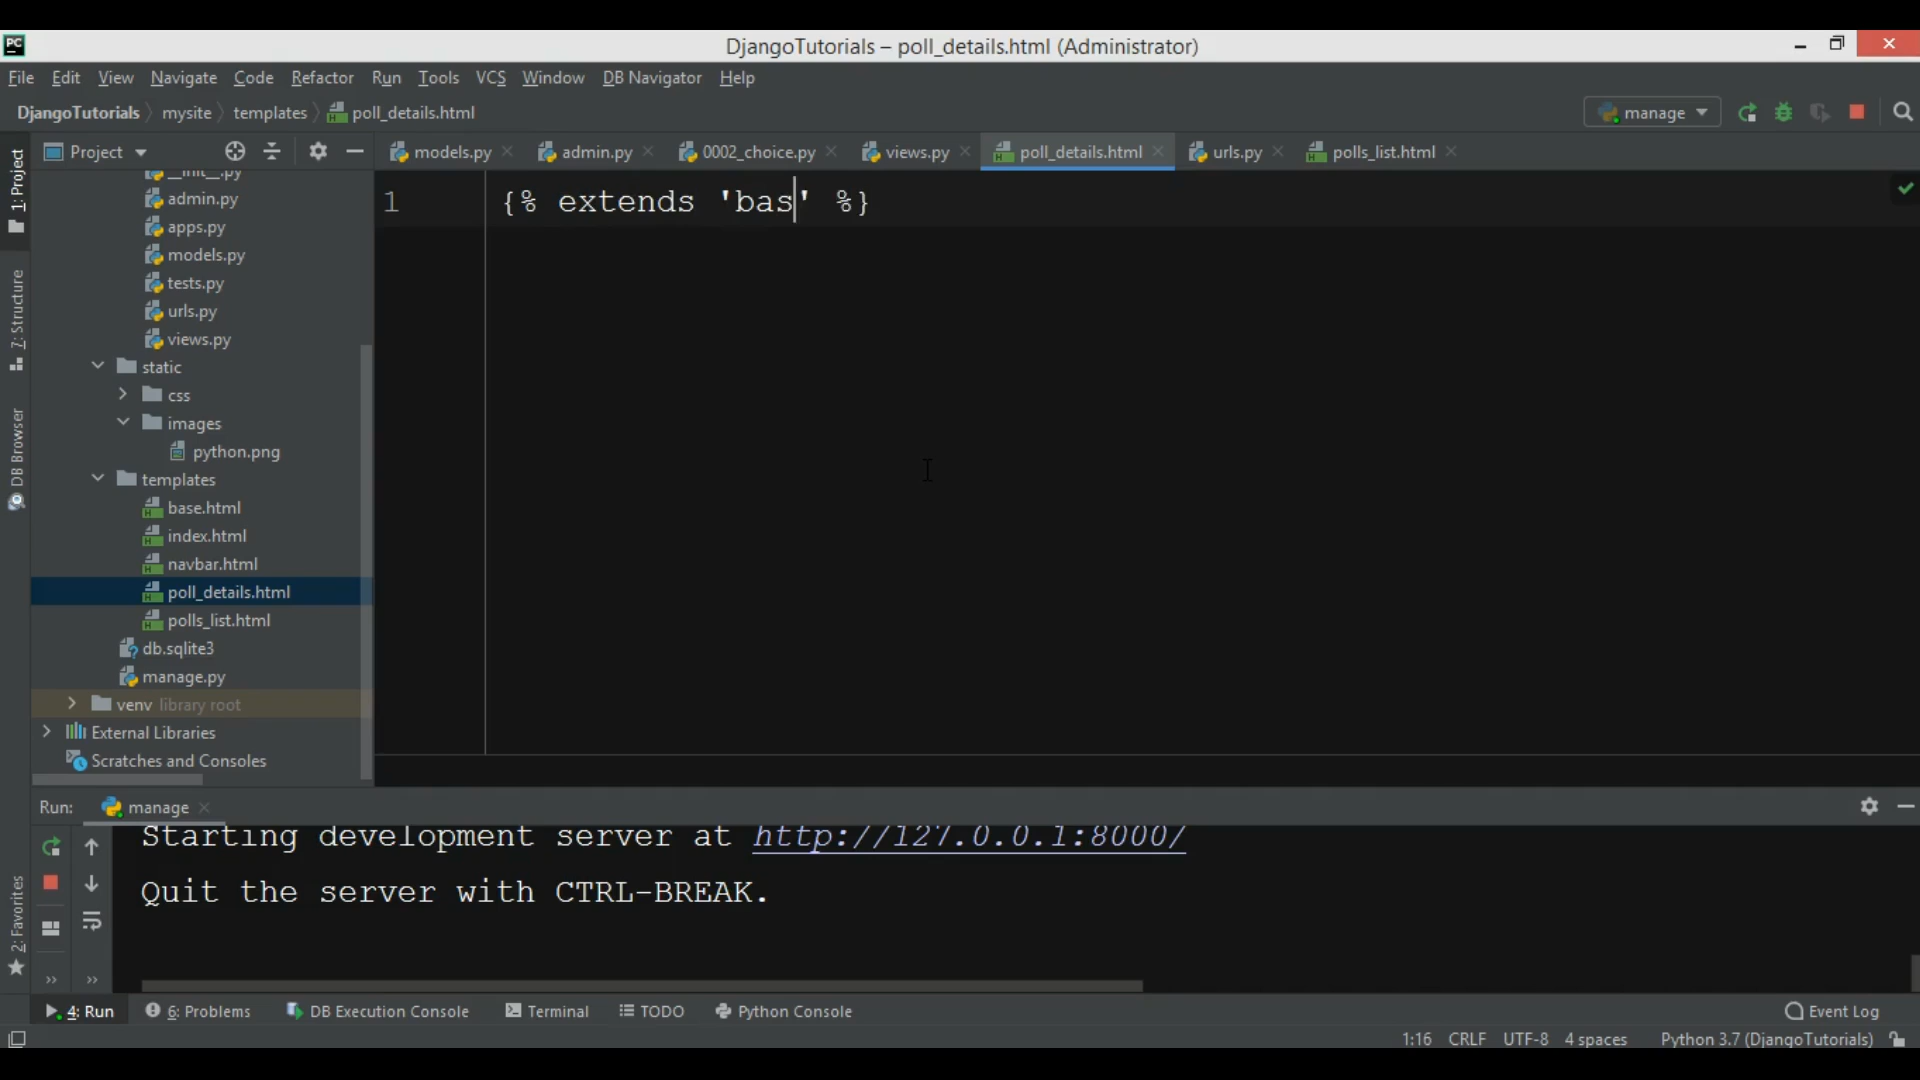 PC
DjangoTutorials – poll_details.html (Administrator)
File Edit View Navigate Code Refactor Run Tools VCS Window DB Navigator Help
DjangoTutorials mysite templates poll_details.html
manage
Project
models.py admin.py 0002_choice.py views.py poll_details.html urls.py polls_list.html
1: Project
7: Structure
DB Browser
2: Favorites
__init__.py
admin.py
apps.py
models.py
tests.py
urls.py
views.py
static
css
images
python.png
templates
base.html
index.html
navbar.html
poll_details.html
polls_list.html
db.sqlite3
manage.py
venv library root
External Libraries
Scratches and Consoles
1 {% extends 'bas' %}
Run: manage
Starting development server at http://127.0.0.1:8000/
Quit the server with CTRL-BREAK.
4: Run 6: Problems DB Execution Console Terminal TODO Python Console Event Log
1:16 CRLF UTF-8 4 spaces Python 3.7 (DjangoTutorials)